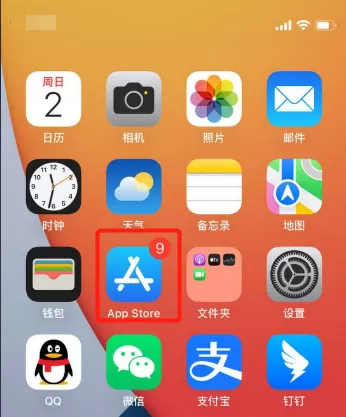 周日
2
日历
相机
照片
邮件
时钟
天气
备忘录
地图
9
钱包
App Store
文件夹
设置
QQ
微信
支付宝
钉钉